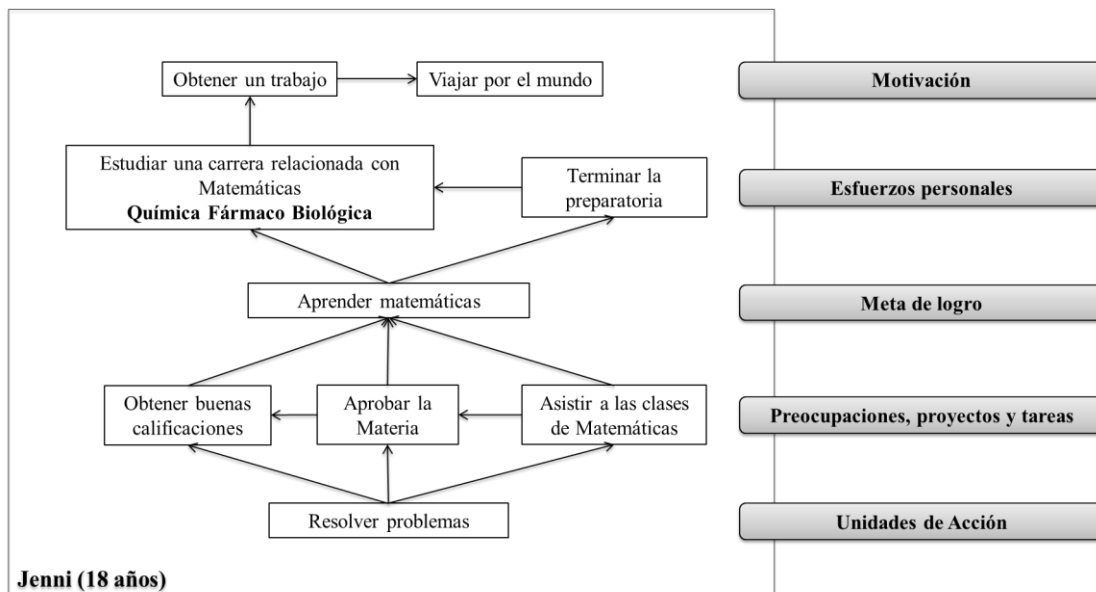 Obtener un trabajo
Viajar por el mundo
Motivación
Estudiar una carrera relacionada con
Matemáticas
Química Fármaco Biológica
Terminar la
preparatoria
Esfuerzos personales
Aprender matemáticas
Meta de logro
Obtener buenas
calificaciones
Aprobar la
Materia
Asistir a las clases
de Matemáticas
Preocupaciones, proyectos y tareas
Resolver problemas
Unidades de Acción
Jenni (18 años)